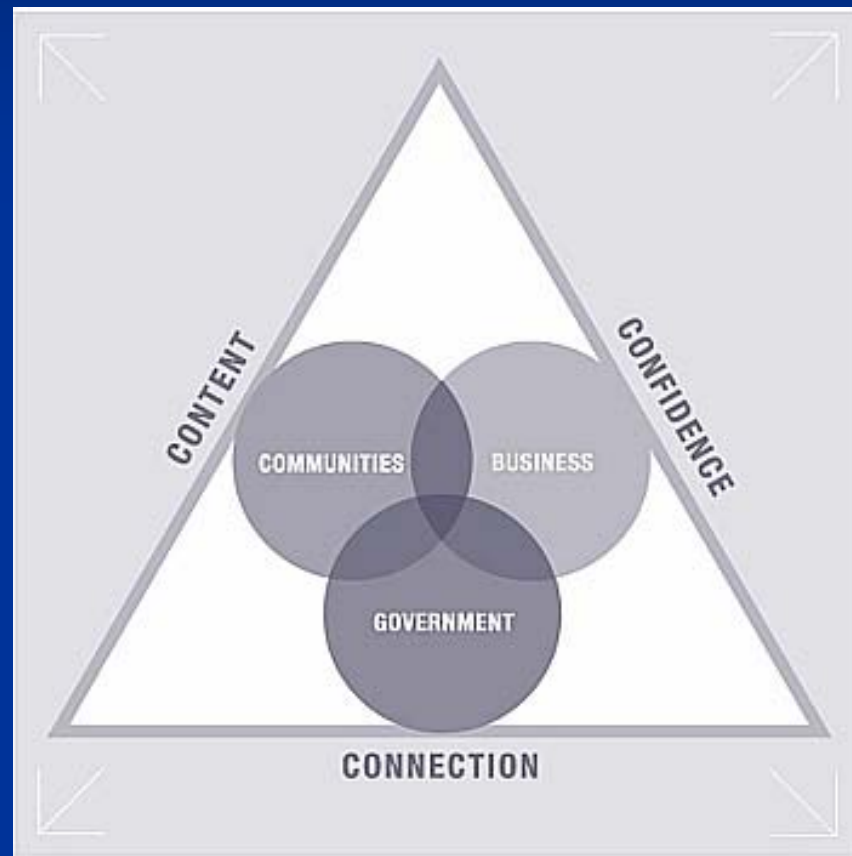 CONTENT
CONFIDENCE
COMMUNITIES
BUSINESS
GOVERNMENT
CONNECTION